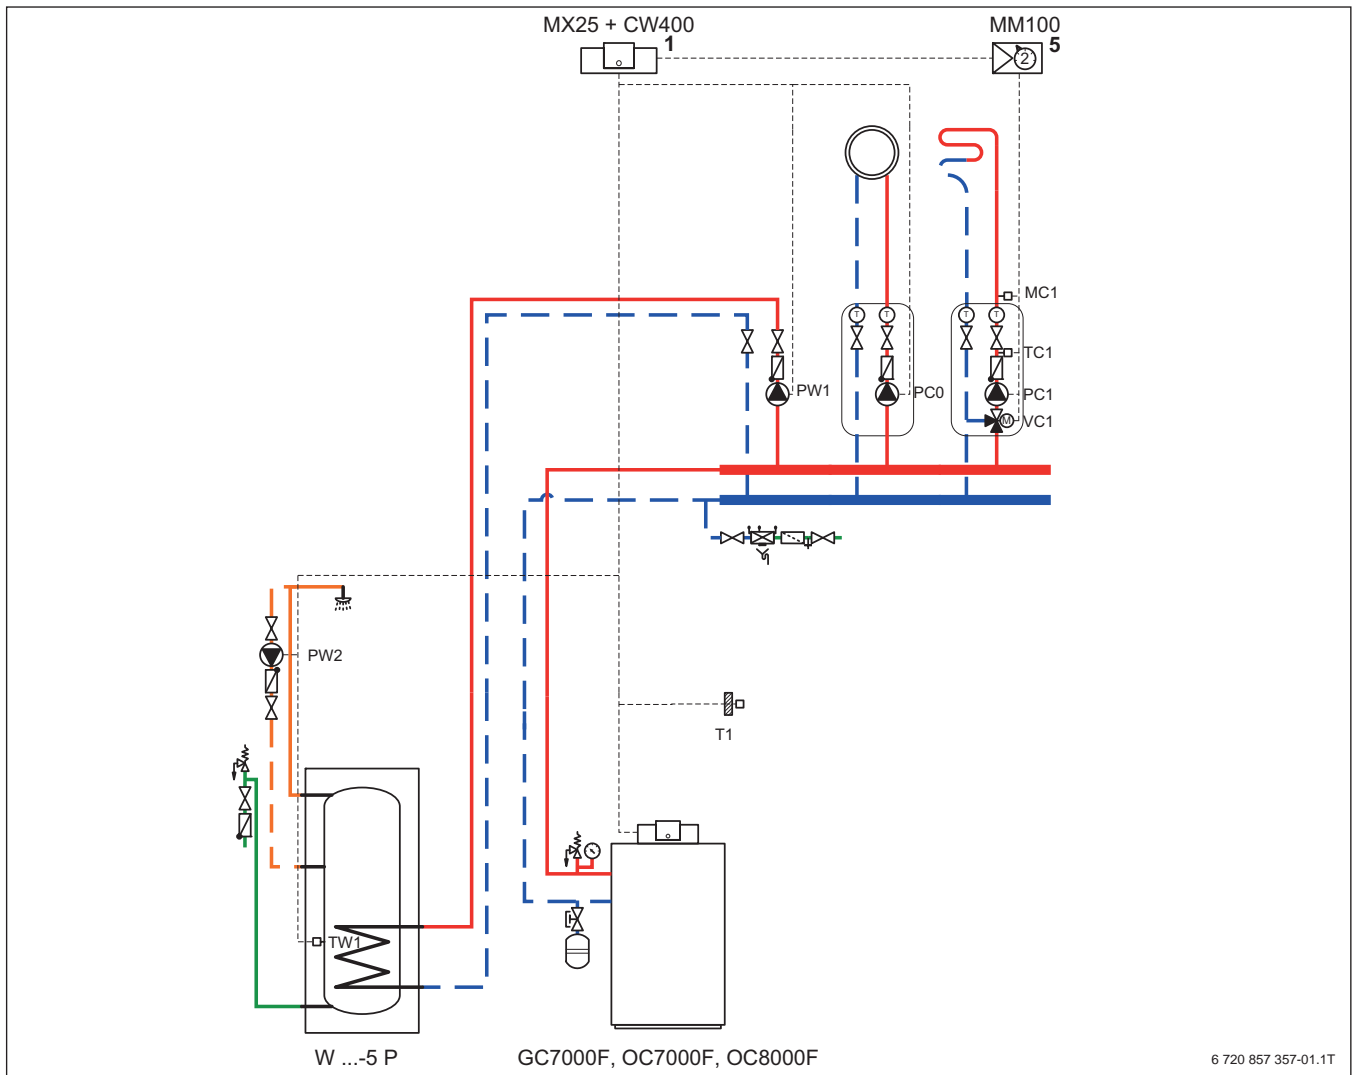 MX25 + CW400
1
MM100
5
2
MC1
T T T T
TC1
PW1
PC0
PC1
M
VC1
PW2
T1
TW1
W ...-5 P
GC7000F, OC7000F, OC8000F
6 720 857 357-01.1T